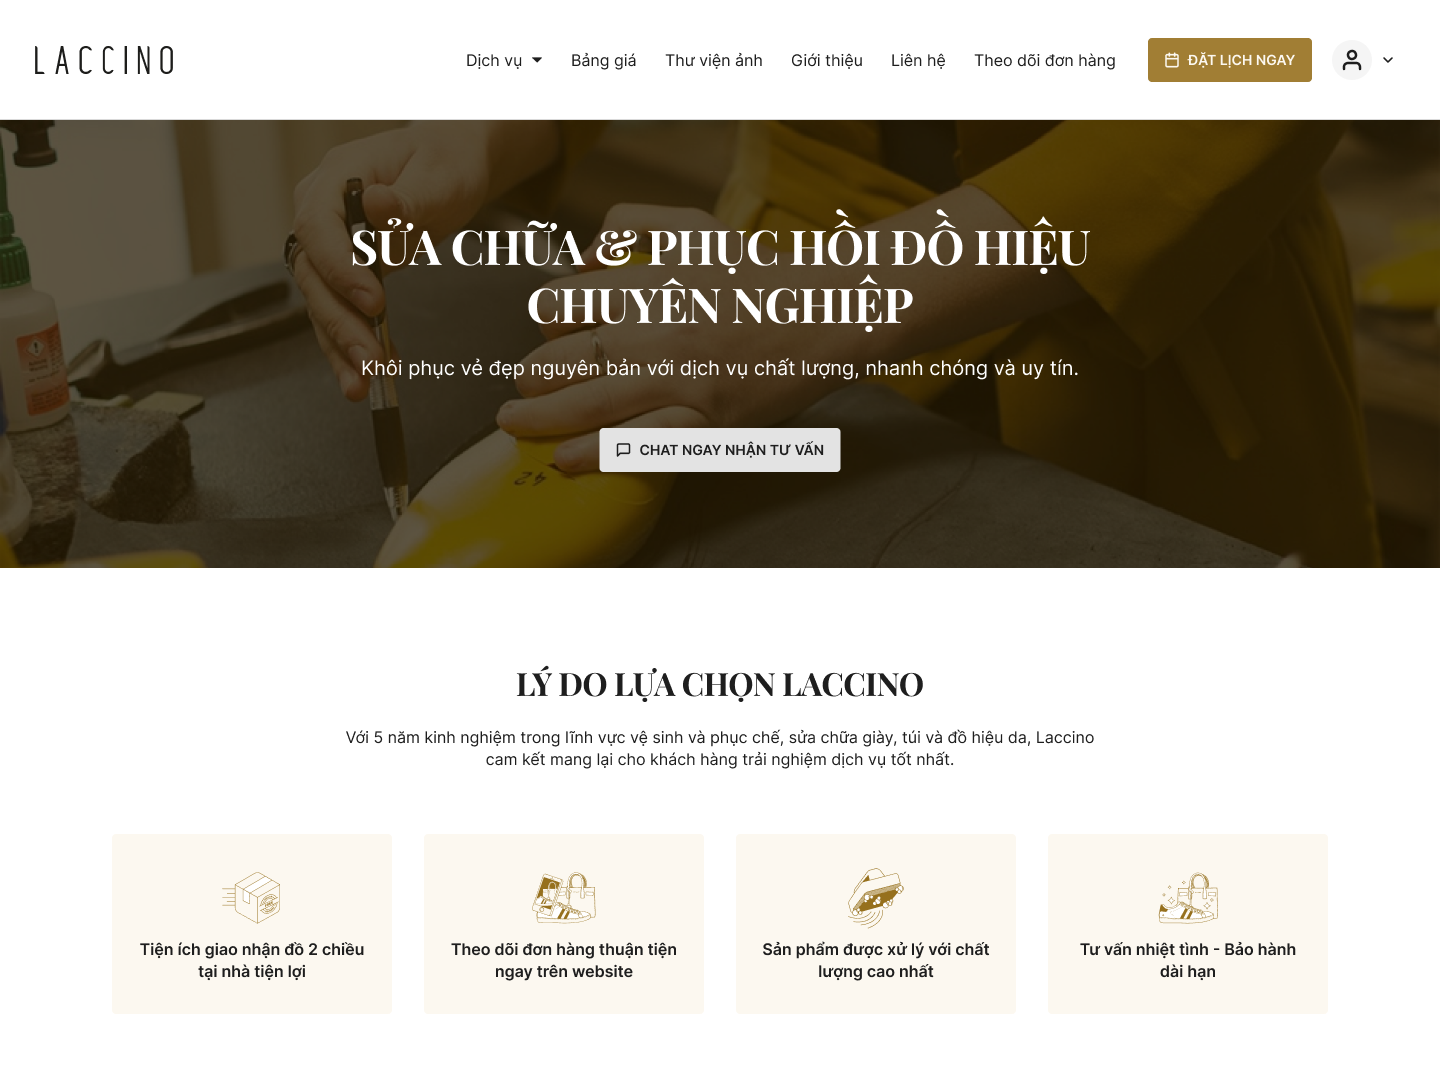 LACCINO
Dịch vụ
Bảng giá
Thư viện ảnh
Giới thiệu
Liên hệ
Theo dõi đơn hàng
ĐẶT LỊCH NGAY
SỬA CHỮA & PHỤC HỒI ĐỒ HIỆU
CHUYÊN NGHIỆP
Khôi phục vẻ đẹp nguyên bản với dịch vụ chất lượng, nhanh chóng và uy tín.
CHAT NGAY NHẬN TƯ VẤN
42
LÝ DO LỰA CHỌN LACCINO
Với 5 năm kinh nghiệm trong lĩnh vực vệ sinh và phục chế, sửa chữa giày, túi và đồ hiệu da, Laccino
cam kết mang lại cho khách hàng trải nghiệm dịch vụ tốt nhất.
Tiện ích giao nhận đồ 2 chiều
tại nhà tiện lợi
Theo dõi đơn hàng thuận tiện
ngay trên website
Sản phẩm được xử lý với chất
lượng cao nhất
Tư vấn nhiệt tình - Bảo hành
dài hạn